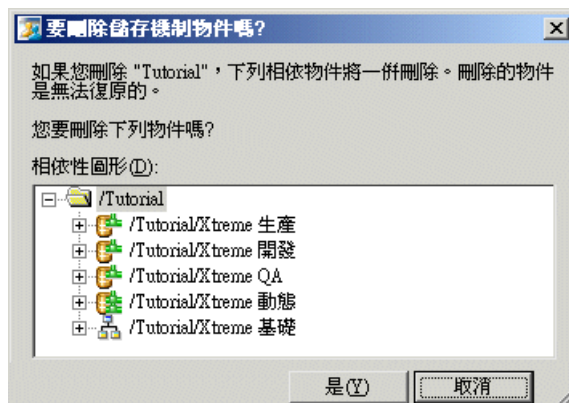 要刪除儲存機制物件嗎?
如果您刪除 "Tutorial"，下列相依物件將一併刪除。刪除的物件
是無法復原的。
您要刪除下列物件嗎?
相依性圖形(D):
/Tutorial
/Tutorial/Xtreme 生產
/Tutorial/Xtreme 開發
/Tutorial/Xtreme QA
/Tutorial/Xtreme 動態
/Tutorial/Xtreme 基礎
是(Y) 取消